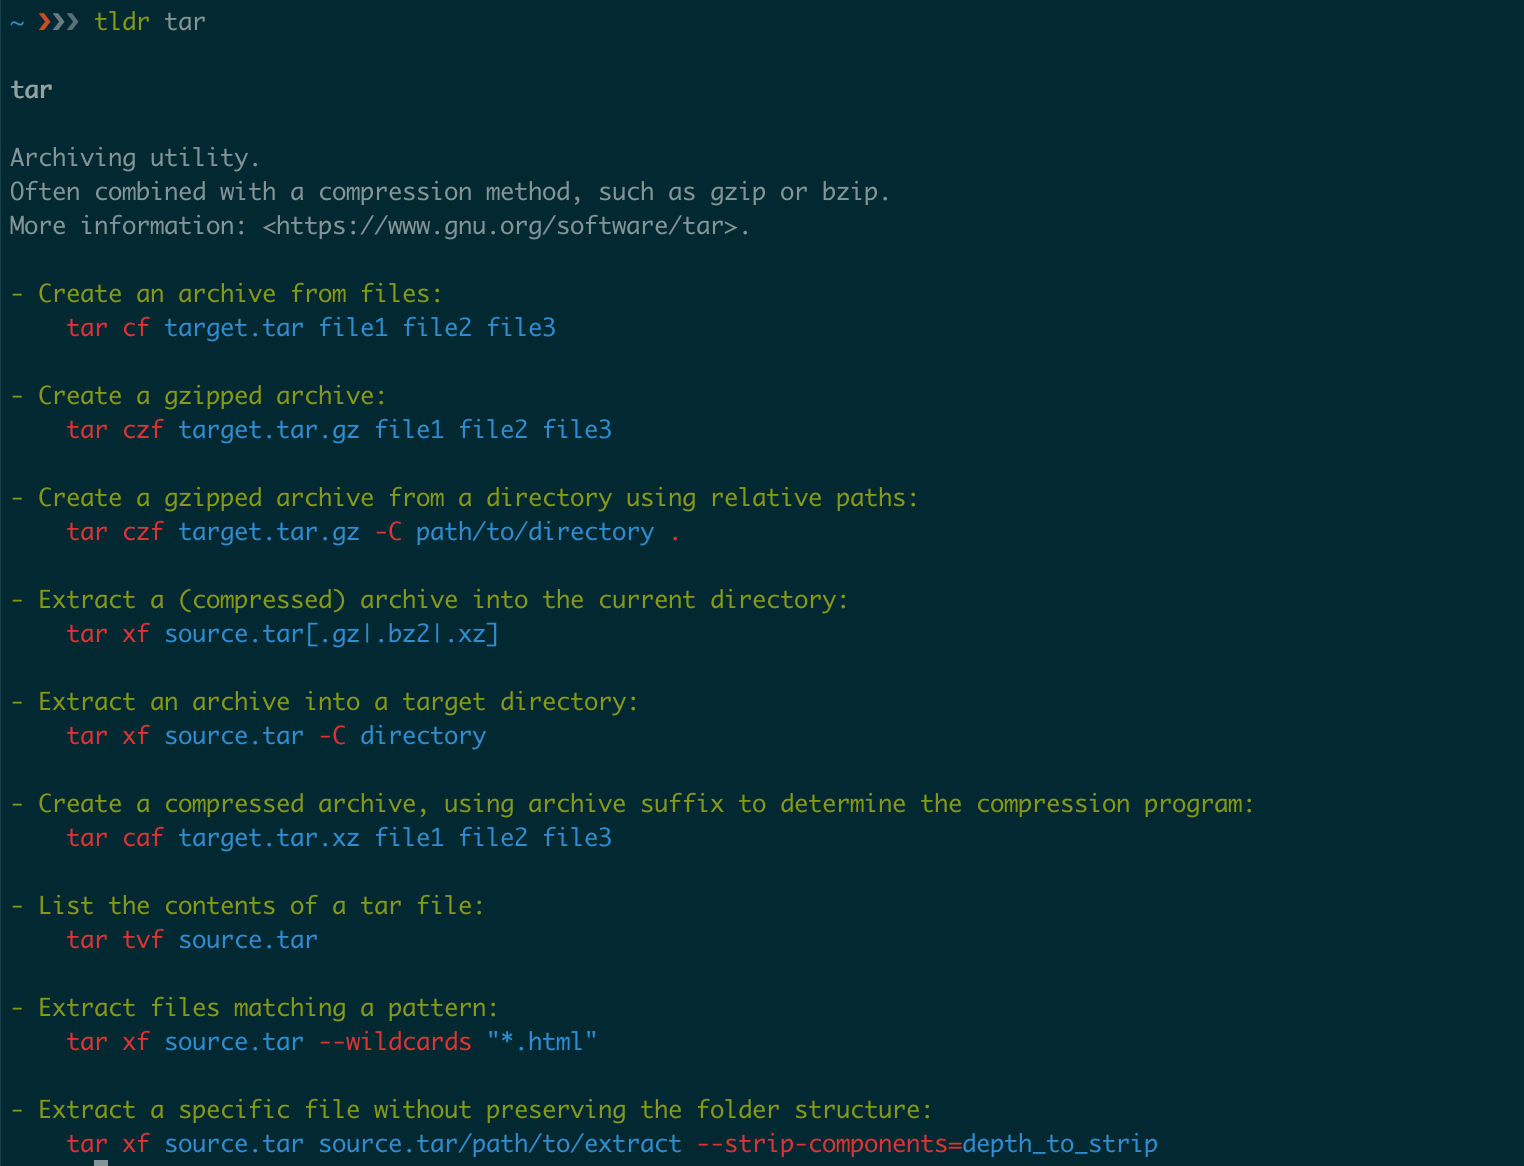 ~ ❯❯❯ tldr tar
tar
Archiving utility.
Often combined with a compression method, such as gzip or bzip.
More information: <https://www.gnu.org/software/tar>.
- Create an archive from files:
tar cf target.tar file1 file2 file3
- Create a gzipped archive:
tar czf target.tar.gz file1 file2 file3
- Create a gzipped archive from a directory using relative paths:
tar czf target.tar.gz -C path/to/directory .
- Extract a (compressed) archive into the current directory:
tar xf source.tar[.gz|.bz2|.xz]
- Extract an archive into a target directory:
tar xf source.tar -C directory
- Create a compressed archive, using archive suffix to determine the compression program:
tar caf target.tar.xz file1 file2 file3
- List the contents of a tar file:
tar tvf source.tar
- Extract files matching a pattern:
tar xf source.tar --wildcards "*.html"
- Extract a specific file without preserving the folder structure:
tar xf source.tar source.tar/path/to/extract --strip-components=depth_to_strip